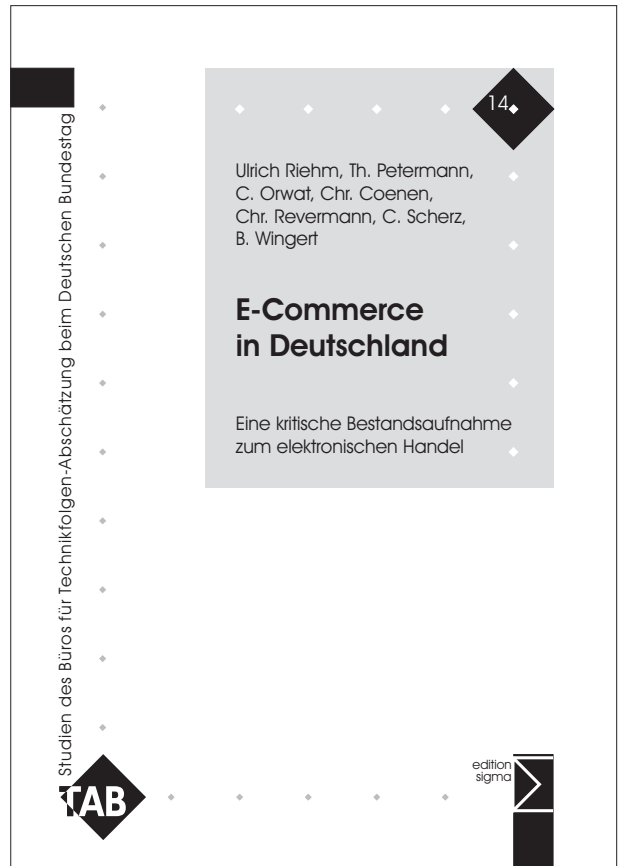 14
Ulrich Riehm, Th. Petermann,
C. Orwat, Chr. Coenen,
Chr. Revermann, C. Scherz,
B. Wingert
E-Commerce
in Deutschland
Eine kritische Bestandsaufnahme
zum elektronischen Handel
Studien des Büros für Technikfolgen-Abschätzung beim Deutschen Bundestag
TAB
edition
sigma